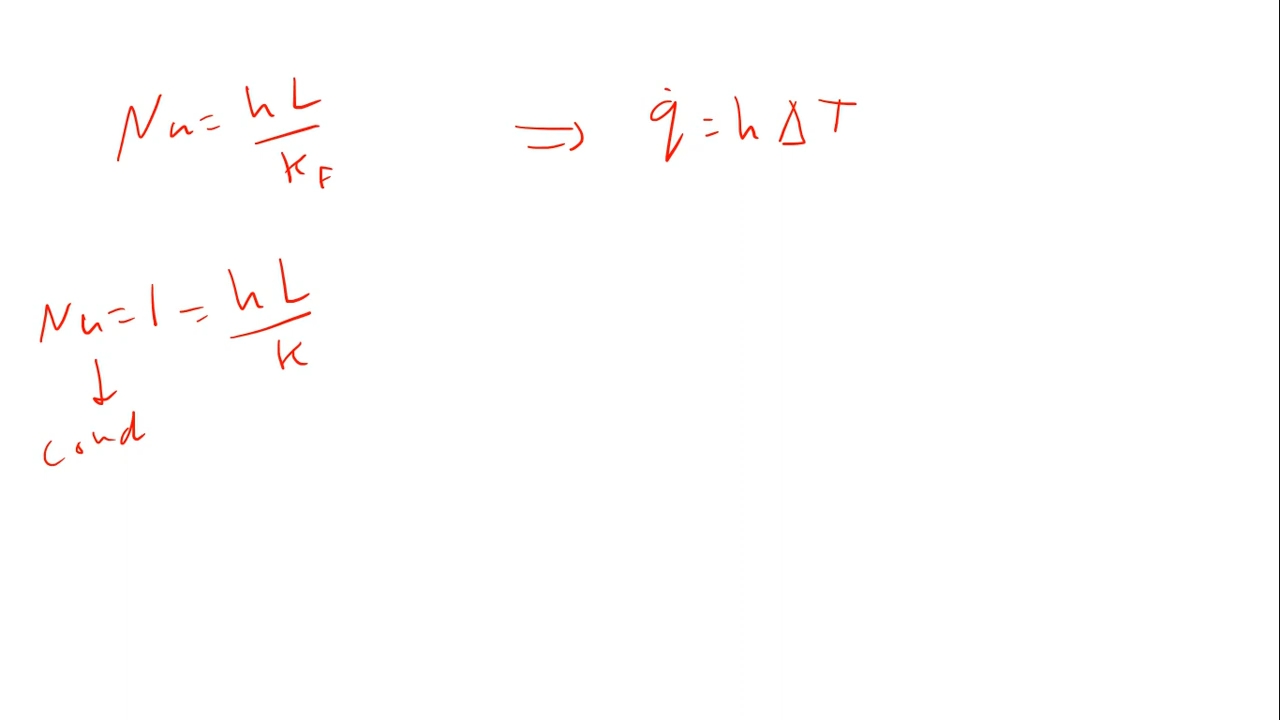 Nu = hL / K_F ⇒ q̇ = h ΔT
Nu = 1 = hL / K
↓
cond